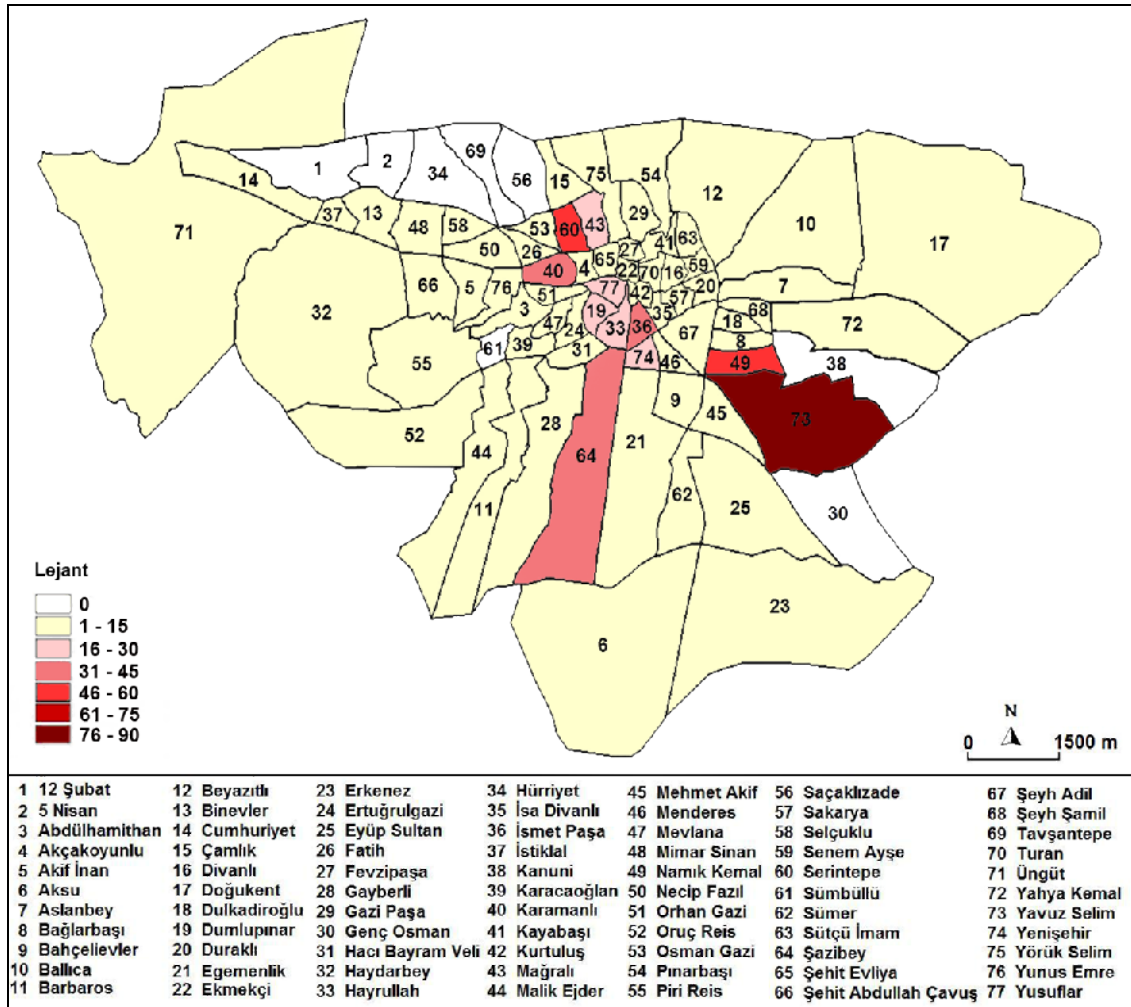 1
2
34
69
56
15
75
54
12
14
37
13
48
58
53
60
43
29
10
17
71
50
26
41
63
27
65
4
40
22
70
16
59
20
7
32
66
5
76
51
77
42
57
3
19
35
68
18
72
47
24
33
36
67
8
55
61
39
31
74
46
49
38
52
44
28
9
45
73
21
64
11
62
25
30
23
6
Lejant
0
1 - 15
16 - 30
31 - 45
46 - 60
61 - 75
76 - 90
N
0 1500 m
1 12 Şubat
2 5 Nisan
3 Abdülhamithan
4 Akçakoyunlu
5 Akif İnan
6 Aksu
7 Aslanbey
8 Bağlarbaşı
9 Bahçelievler
10 Ballıca
11 Barbaros
12 Beyazıtlı
13 Binevler
14 Cumhuriyet
15 Çamlık
16 Divanlı
17 Doğukent
18 Dulkadiroğlu
19 Dumlupınar
20 Duraklı
21 Egemenlik
22 Ekmekçi
23 Erkenez
24 Ertuğrulgazi
25 Eyüp Sultan
26 Fatih
27 Fevzipaşa
28 Gayberli
29 Gazi Paşa
30 Genç Osman
31 Hacı Bayram Veli
32 Haydarbey
33 Hayrullah
34 Hürriyet
35 İsa Divanlı
36 İsmet Paşa
37 İstiklal
38 Kanuni
39 Karacaoğlan
40 Karamanlı
41 Kayabaşı
42 Kurtuluş
43 Mağralı
44 Malik Ejder
45 Mehmet Akif
46 Menderes
47 Mevlana
48 Mimar Sinan
49 Namık Kemal
50 Necip Fazıl
51 Orhan Gazi
52 Oruç Reis
53 Osman Gazi
54 Pınarbaşı
55 Piri Reis
56 Saçaklızade
57 Sakarya
58 Selçuklu
59 Senem Ayşe
60 Serintepe
61 Sümbüllü
62 Sümer
63 Sütçü İmam
64 Şazibey
65 Şehit Evliya
66 Şehit Abdullah Çavuş
67 Şeyh Adil
68 Şeyh Şamil
69 Tavşantepe
70 Turan
71 Üngüt
72 Yahya Kemal
73 Yavuz Selim
74 Yenişehir
75 Yörük Selim
76 Yunus Emre
77 Yusuflar